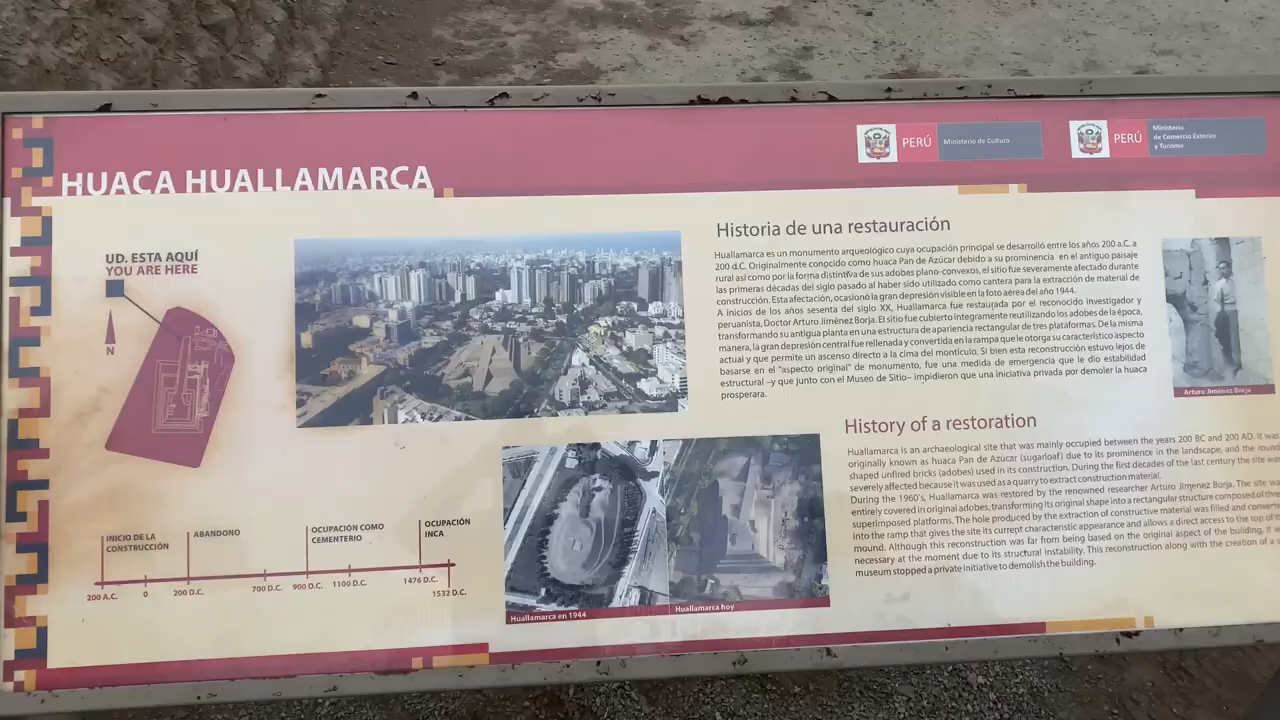 HUACA HUALLAMARCA
PERÚ
Ministerio de Cultura
PERÚ
Ministerio
de Comercio Exterior
y Turismo
UD. ESTA AQUÍ
YOU ARE HERE
N
Historia de una restauración
Huallamarca es un monumento arqueológico cuya ocupación principal se desarrolló entre los años 200 a.C. a
200 d.C. Originalmente conocido como huaca Pan de Azúcar debido a su prominencia en el antiguo paisaje
rural así como por la forma distintiva de sus adobes plano-convexos, el sitio fue severamente afectado durante
las primeras décadas del siglo pasado al haber sido utilizado como cantera para la extracción de material de
construcción. Esta afectación, ocasionó la gran depresión visible en la foto aérea del año 1944.
A inicios de los años sesenta del siglo XX, Huallamarca fue restaurada por el reconocido investigador y
peruanista, Doctor Arturo Jiménez Borja. El sitio fue cubierto íntegramente reutilizando los adobes de la época,
transformando su antigua planta en una estructura de apariencia rectangular de tres plataformas. De la misma
manera, la gran depresión central fue rellenada y convertida en la rampa que le otorga su característico aspecto
actual y que permite un ascenso directo a la cima del montículo. Si bien esta reconstrucción estuvo lejos de
basarse en el "aspecto original" de monumento, fue una medida de emergencia que le dio estabilidad
estructural –y que junto con el Museo de Sitio– impidieron que una iniciativa privada por demoler la huaca
prosperara.
Arturo Jiménez Borja
History of a restoration
Huallamarca is an archaeological site that was mainly occupied between the years 200 BC and 200 AD. It was
originally known as huaca Pan de Azúcar (sugarloaf) due to its prominence in the landscape, and the round
shaped unfired bricks (adobes) used in its construction. During the first decades of the last century the site was
severely affected because it was used as a quarry to extract construction material.
During the 1960's, Huallamarca was restored by the renowned researcher Arturo Jimenez Borja. The site was
entirely covered in original adobes, transforming its original shape into a rectangular structure composed of three
superimposed platforms. The hole produced by the extraction of constructive material was filled and
into the ramp that gives the site its current characteristic appearance and allows a direct access to the top of
mound. Although this reconstruction was far from being based on the original aspect of the building, it
necessary at the moment due to its structural instability. This reconstruction along with the creation of a
museum stopped a private initiative to demolish the building.
INICIO DE LA
CONSTRUCCIÓN
ABANDONO
OCUPACIÓN COMO
CEMENTERIO
OCUPACIÓN
INCA
200 A.C.
0
200 D.C.
700 D.C.
900 D.C.
1100 D.C.
1476 D.C.
1532 D.C.
Huallamarca en 1944
Huallamarca hoy